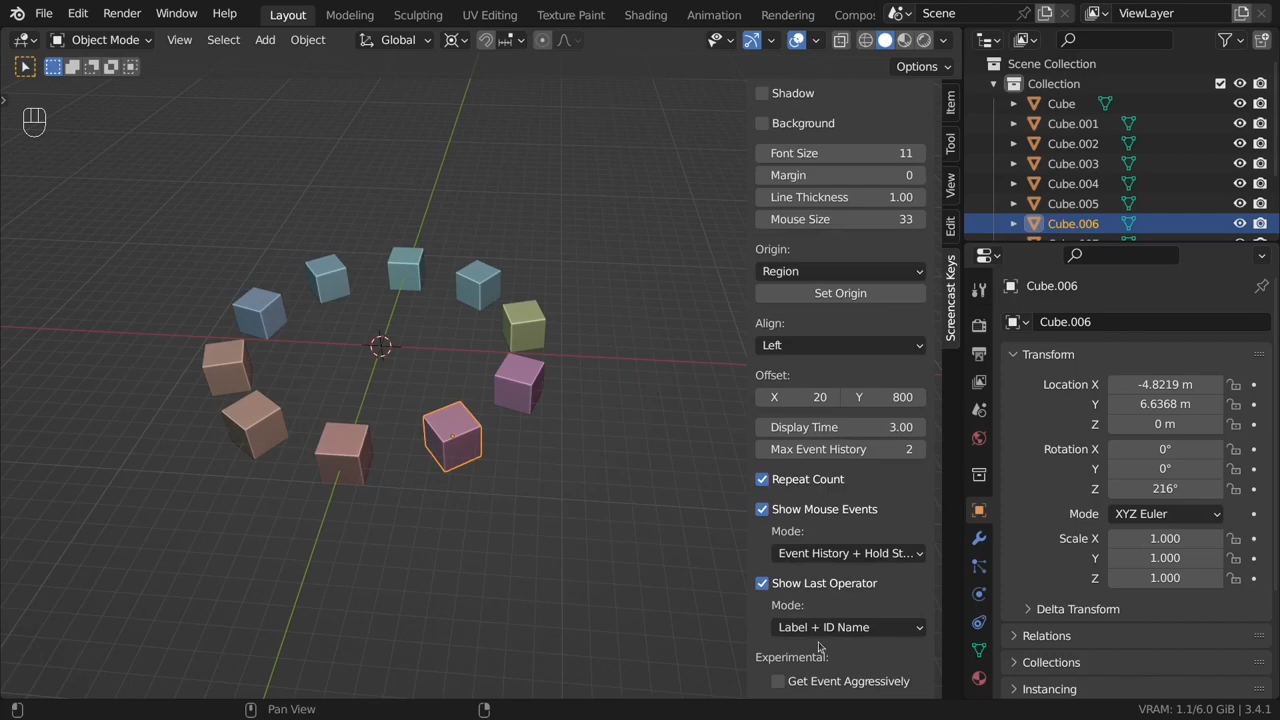 File Edit Render Window Help Layout Modeling Sculpting UV Editing Texture Paint Shading Animation Rendering Compos Scene ViewLayer
Object Mode View Select Add Object Global
Options
Scene Collection
Collection
Cube
Cube.001
Cube.002
Cube.003
Cube.004
Cube.005
Cube.006
Shadow
Background
Font Size 11
Margin 0
Line Thickness 1.00
Mouse Size 33
Origin:
Region
Set Origin
Align:
Left
Offset:
X 20 Y 800
Display Time 3.00
Max Event History 2
Repeat Count
Show Mouse Events
Mode:
Event History + Hold St...
Show Last Operator
Mode:
Label + ID Name
Experimental:
Get Event Aggressively
Item
Tool
View
Edit
Screencast Keys
Cube.006
Cube.006
Transform
Location X -4.8219 m
Y 6.6368 m
Z 0 m
Rotation X 0°
Y 0°
Z 216°
Mode XYZ Euler
Scale X 1.000
Y 1.000
Z 1.000
Delta Transform
Relations
Collections
Instancing
Pan View
VRAM: 1.1/6.0 GiB | 3.4.1